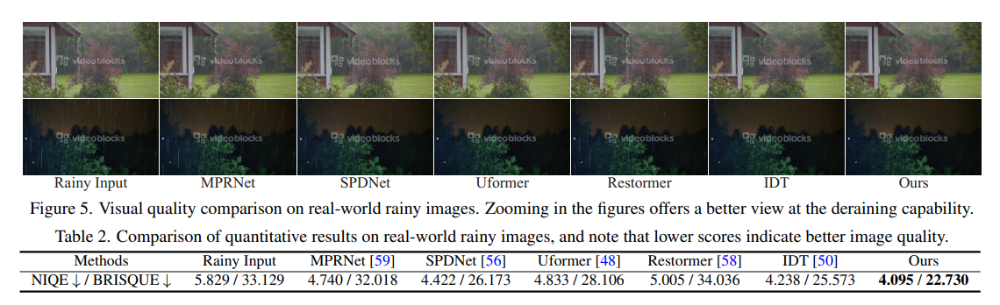 videoblocks videoblocks videoblocks videoblocks videoblocks videoblocks videoblocks
videoblocks videoblocks videoblocks videoblocks videoblocks videoblocks videoblocks
Rainy Input MPRNet SPDNet Uformer Restormer IDT Ours
Figure 5. Visual quality comparison on real-world rainy images. Zooming in the figures offers a better view at the deraining capability.
Table 2. Comparison of quantitative results on real-world rainy images, and note that lower scores indicate better image quality.
Methods Rainy Input MPRNet [59] SPDNet [56] Uformer [48] Restormer [58] IDT [50] Ours
NIQE ↓ / BRISQUE ↓ 5.829 / 33.129 4.740 / 32.018 4.422 / 26.173 4.833 / 28.106 5.005 / 34.036 4.238 / 25.573 4.095 / 22.730